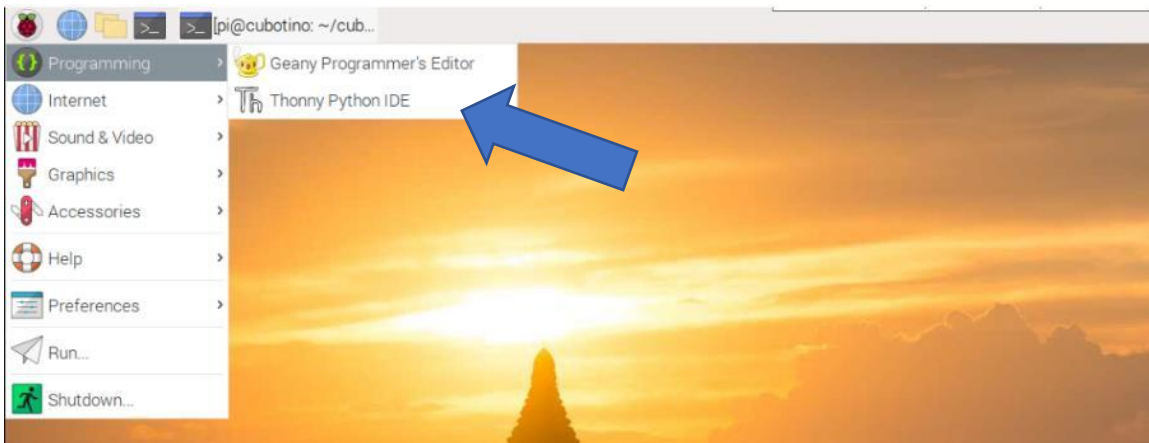 [pi@cubotino: ~/cub...
Programming
Geany Programmer's Editor
Internet
Th Thonny Python IDE
Sound & Video
Graphics
Accessories
Help
Preferences
Run...
Shutdown...